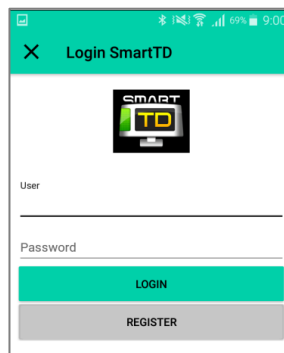 69% 9:00
Login SmartTD
SMART
TD
User
Password
LOGIN
REGISTER